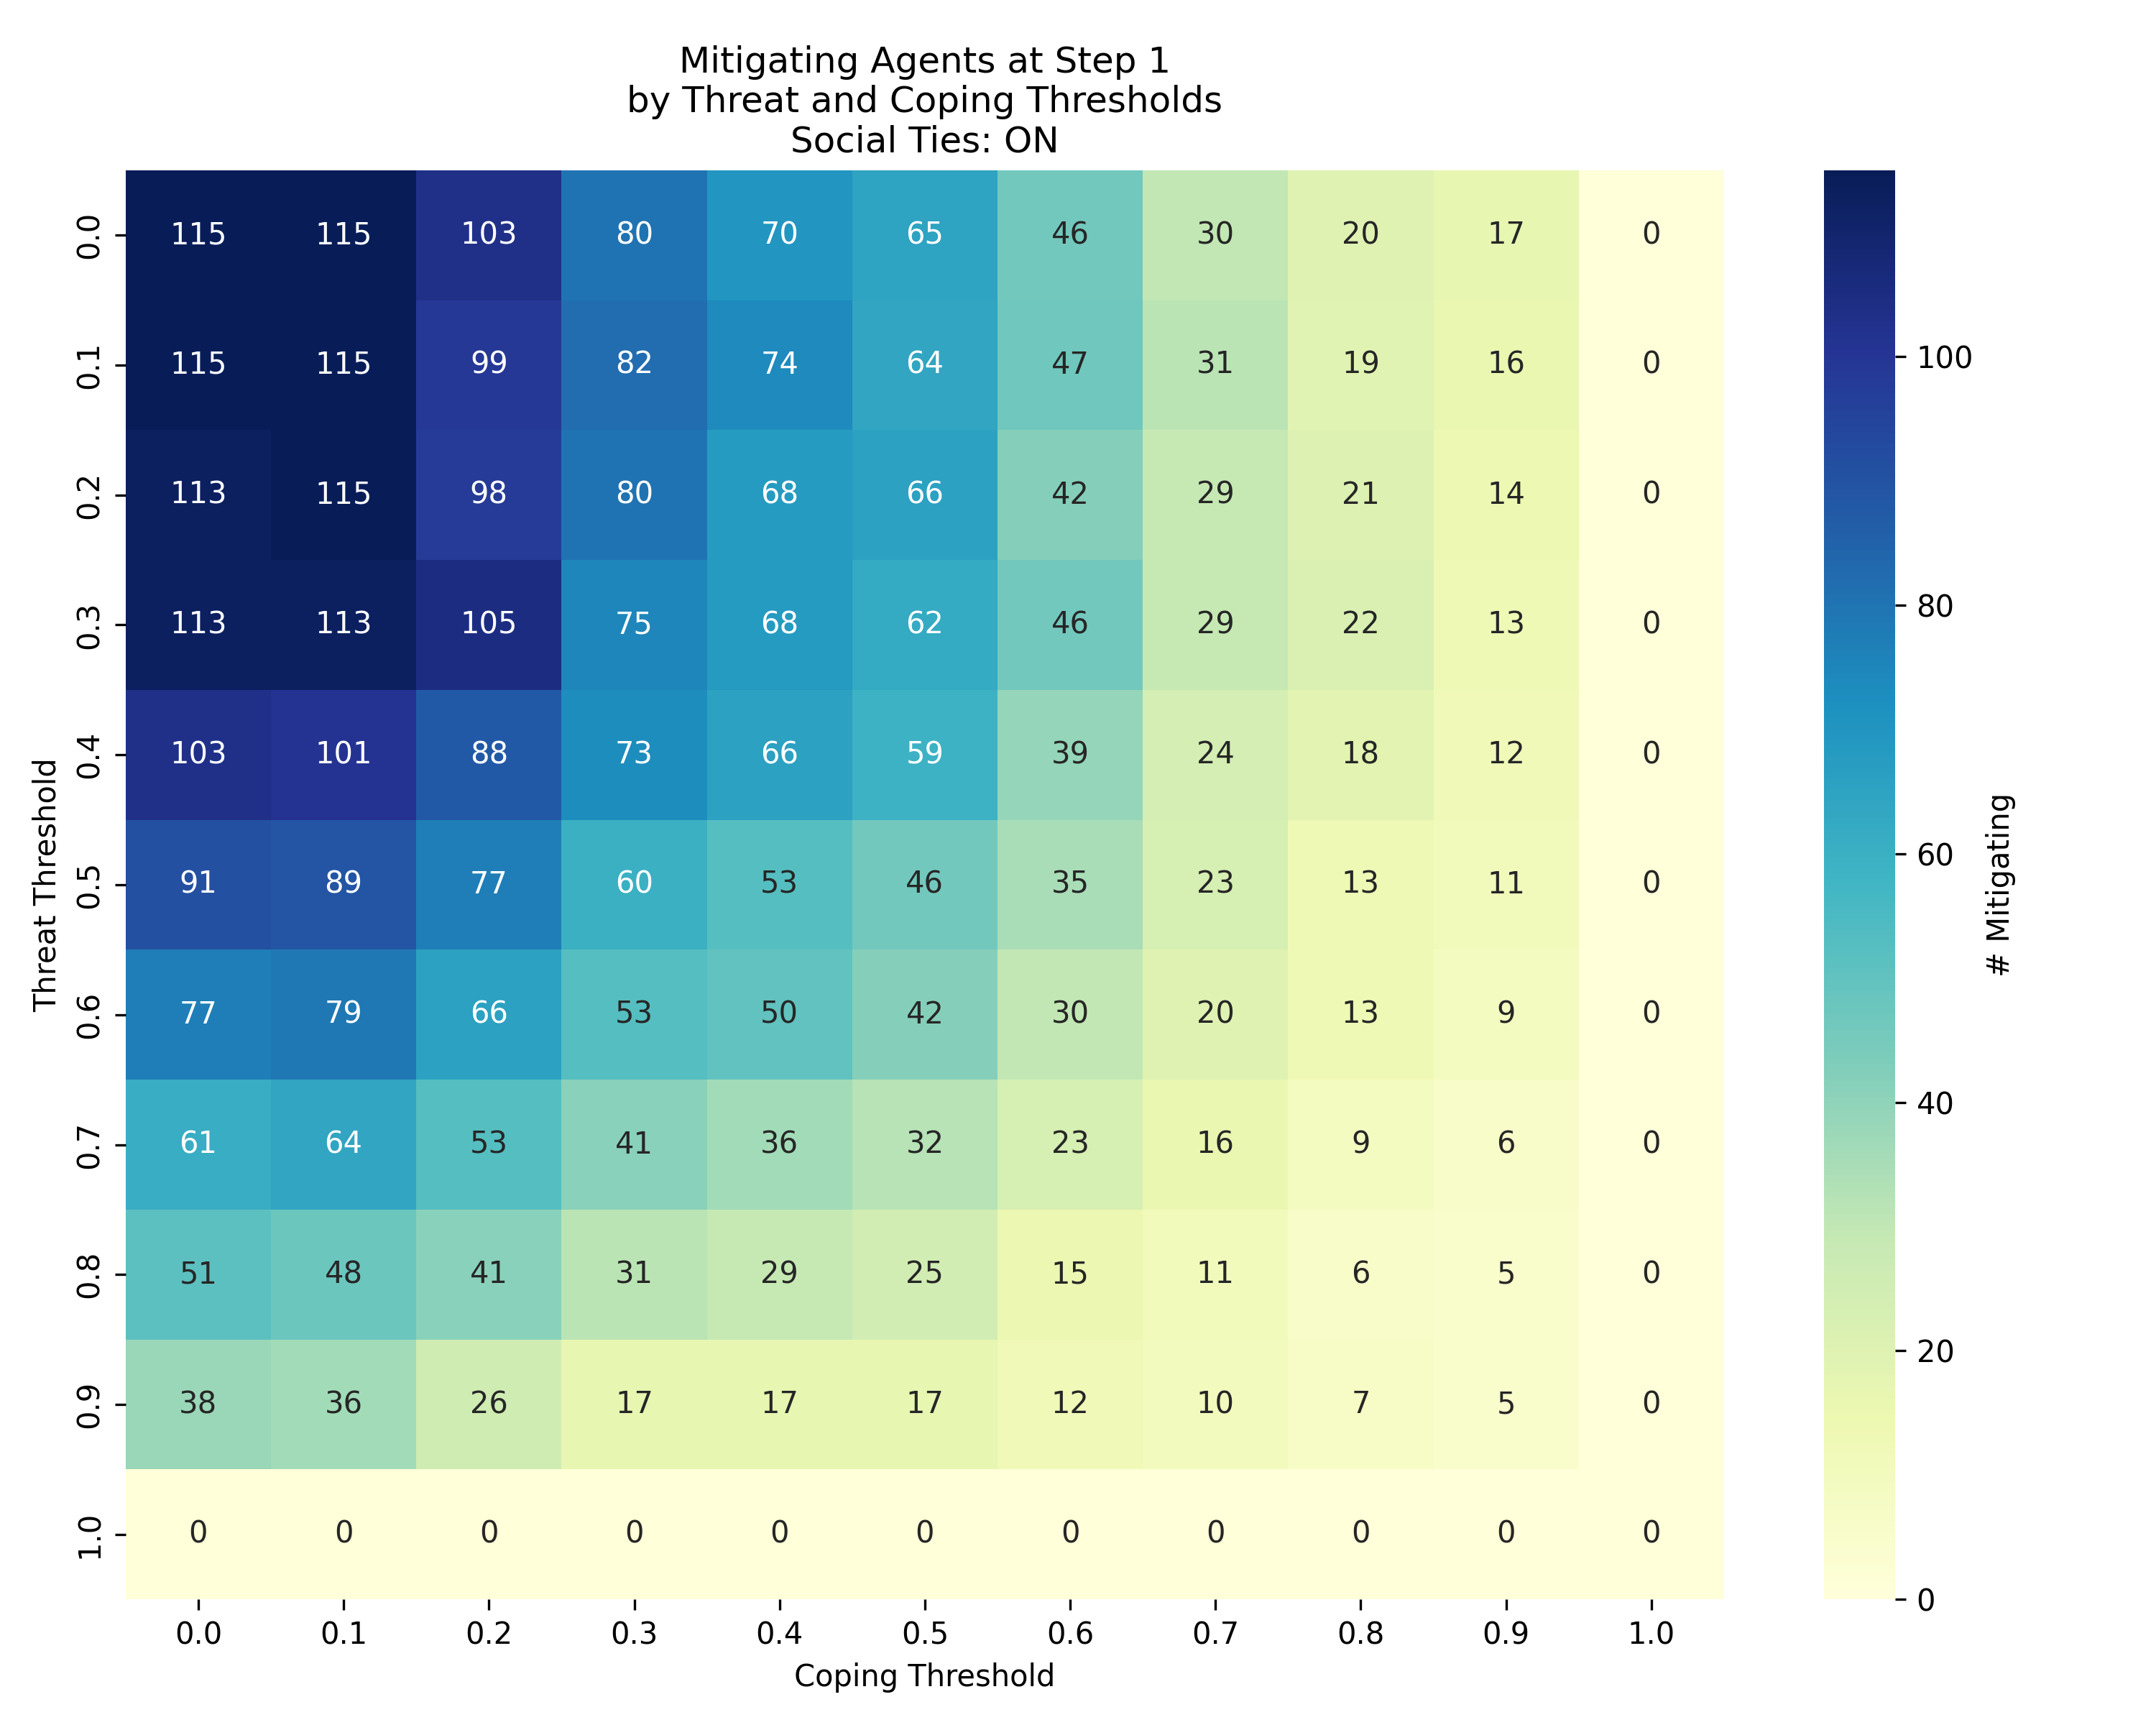 Mitigating Agents at Step 1
by Threat and Coping Thresholds
Social Ties: ON
0.0 115 115 103 80 70 65 46 30 20 17 0
0.1 115 115 99 82 74 64 47 31 19 16 0
0.2 113 115 98 80 68 66 42 29 21 14 0
0.3 113 113 105 75 68 62 46 29 22 13 0
0.4 103 101 88 73 66 59 39 24 18 12 0
0.5 91 89 77 60 53 46 35 23 13 11 0
0.6 77 79 66 53 50 42 30 20 13 9 0
0.7 61 64 53 41 36 32 23 16 9 6 0
0.8 51 48 41 31 29 25 15 11 6 5 0
0.9 38 36 26 17 17 17 12 10 7 5 0
1.0 0 0 0 0 0 0 0 0 0 0 0
0.0 0.1 0.2 0.3 0.4 0.5 0.6 0.7 0.8 0.9 1.0
Coping Threshold
Threat Threshold
100
80
60
40
20
0
# Mitigating